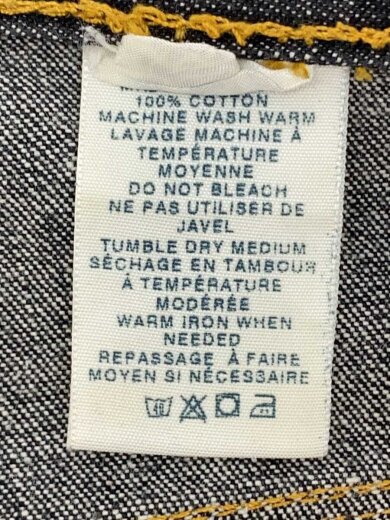 100% COTTON
MACHINE WASH WARM
LAVAGE MACHINE À
TEMPÉRATURE
MOYENNE
DO NOT BLEACH
NE PAS UTILISER DE
JAVEL
TUMBLE DRY MEDIUM
SÉCHAGE EN TAMBOUR
À TEMPÉRATURE
MODÉRÉE
WARM IRON WHEN
NEEDED
REPASSAGE À FAIRE
MOYEN SI NÉCESSAIRE